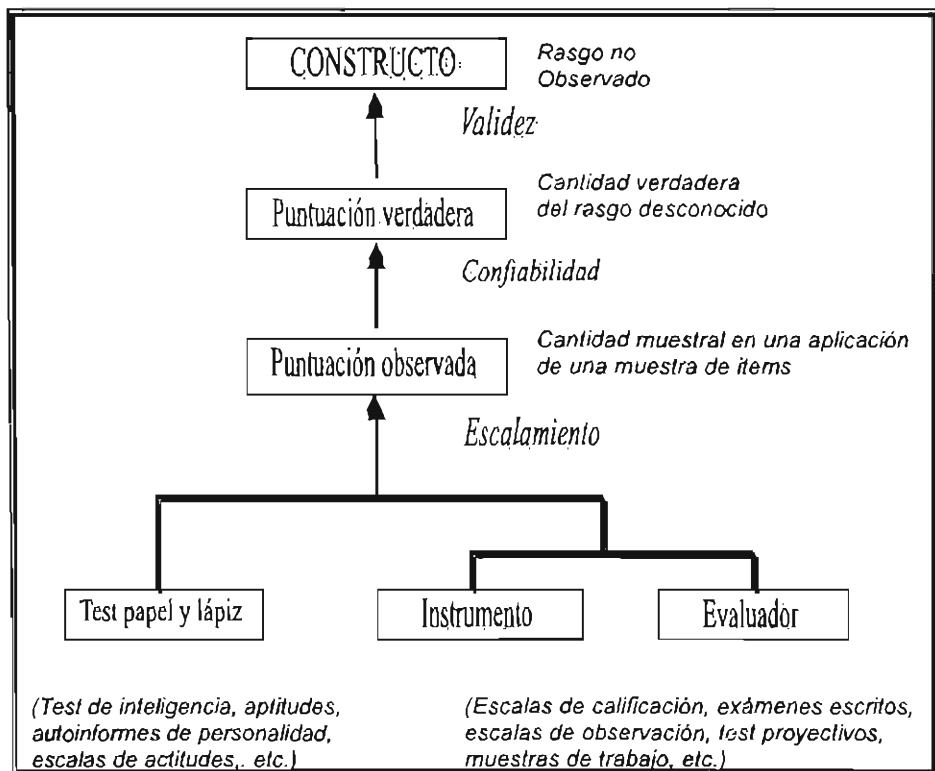 CONSTRUCTO
Rasgo no
Observado
Validez
Puntuación verdadera
Cantidad verdadera
del rasgo desconocido
Confiabilidad
Puntuación observada
Cantidad muestral en una aplicación
de una muestra de items
Escalamiento
Test papel y lápiz
Instrumento
Evaluador
(Test de inteligencia, aptitudes,
autoinformes de personalidad,
escalas de actitudes,. etc.)
(Escalas de calificación, exámenes escritos,
escalas de observación, test proyectivos,
muestras de trabajo, etc.)